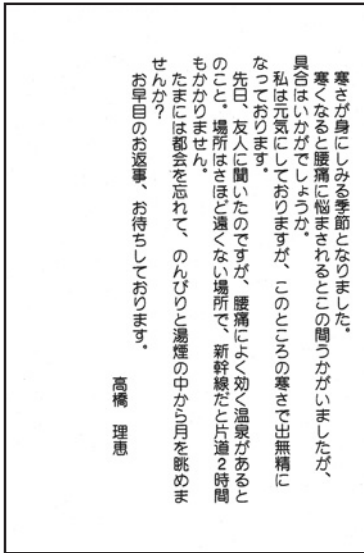 寒さが身にしみる季節となりました。
寒くなると腰痛に悩まされるとこの間うかがいましたが、
具合はいかがでしょうか。
私は元気にしておりますが、このところの寒さで出無精に
なっております。
先日、友人に聞いたのですが、腰痛によく効く温泉があると
のこと。場所はさほど遠くない場所で、新幹線だと片道2時間
もかかりません。
たまには都会を忘れて、のんびりと湯煙の中から月を眺めま
せんか?
お早目のお返事、お待ちしております。
高橋 理恵